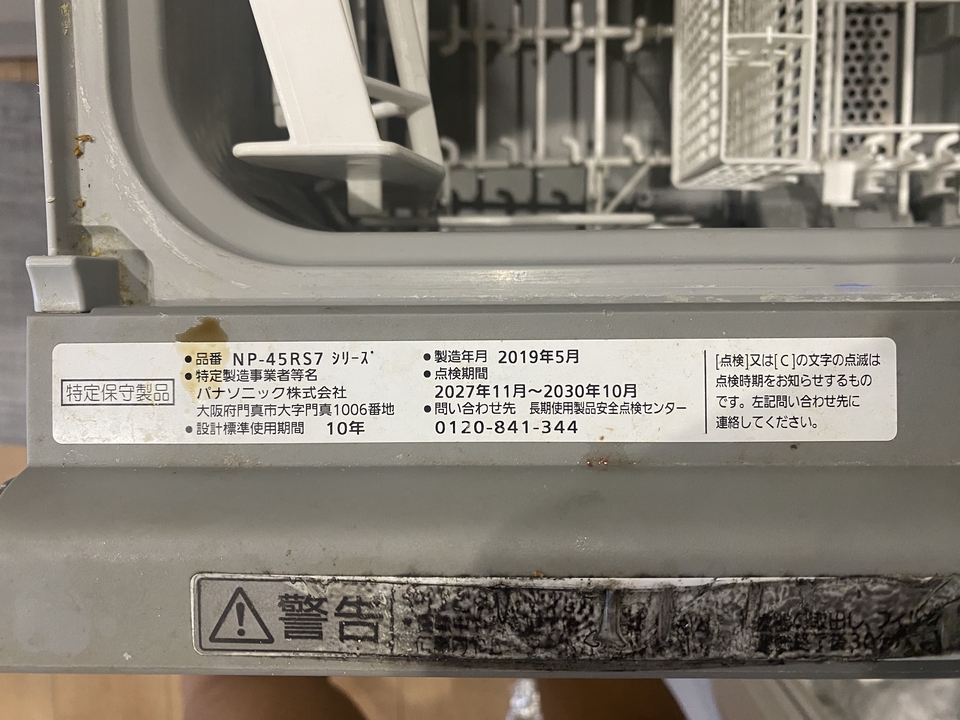 特定保守製品
●品番 NP-45RS7 シリーズ
●特定製造事業者等名
パナソニック株式会社
大阪府門真市大字門真1006番地
●設計標準使用期間 10年
●製造年月 2019年5月
●点検期間
2027年11月～2030年10月
●問い合わせ先 長期使用製品安全点検センター
0120-841-344
[点検]又は[C]の文字の点滅は
点検時期をお知らせするもの
です。左記問い合わせ先に
連絡してください。
警告